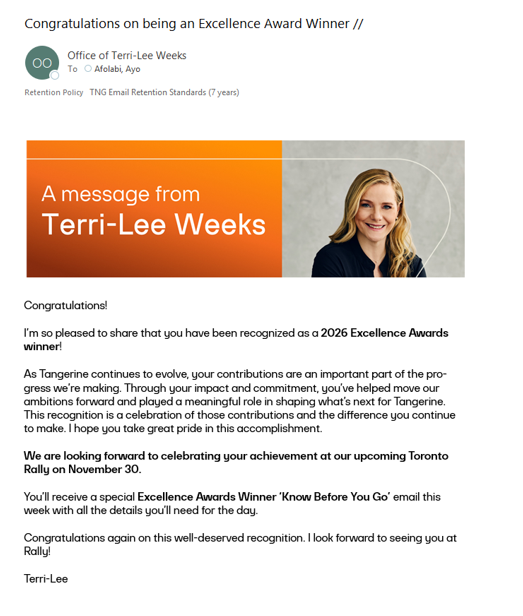 Congratulations on being an Excellence Award Winner //
OO
Office of Terri-Lee Weeks
To Afolabi, Ayo
Retention Policy TNG Email Retention Standards (7 years)
A message from
Terri-Lee Weeks
Congratulations!
I'm so pleased to share that you have been recognized as a 2026 Excellence Awards
winner!
As Tangerine continues to evolve, your contributions are an important part of the pro-
gress we're making. Through your impact and commitment, you've helped move our
ambitions forward and played a meaningful role in shaping what's next for Tangerine.
This recognition is a celebration of those contributions and the difference you continue
to make. I hope you take great pride in this accomplishment.
We are looking forward to celebrating your achievement at our upcoming Toronto
Rally on November 30.
You'll receive a special Excellence Awards Winner 'Know Before You Go' email this
week with all the details you'll need for the day.
Congratulations again on this well-deserved recognition. I look forward to seeing you at
Rally!
Terri-Lee